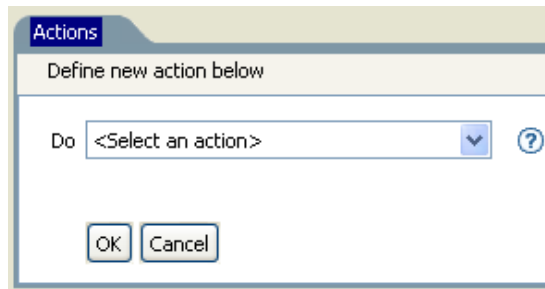 Actions
Define new action below
Do <Select an action> ?
OK Cancel